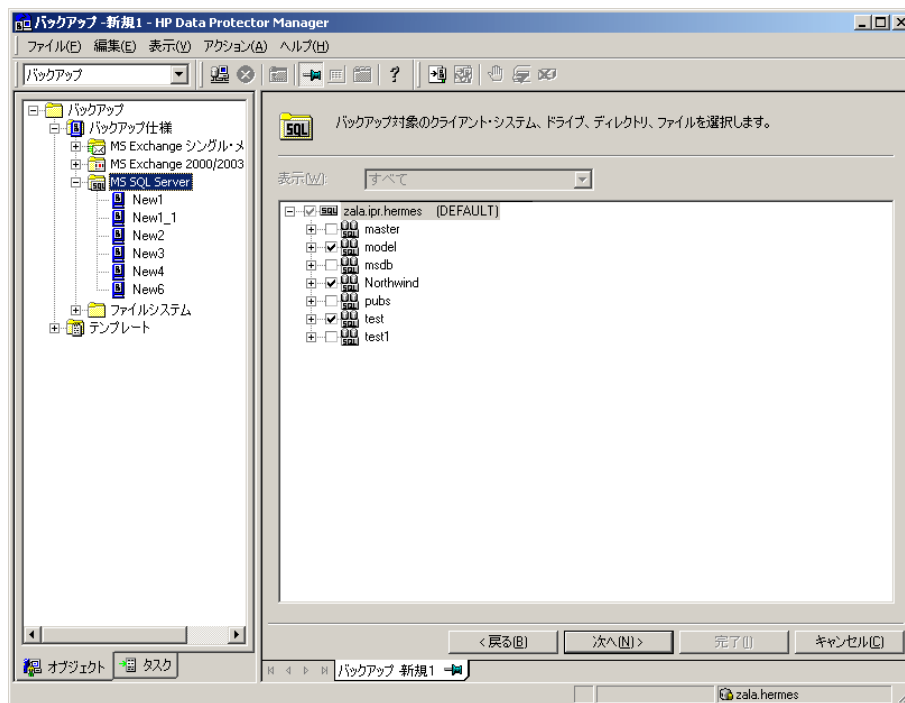 バックアップ -新規1 - HP Data Protector Manager
ファイル(F) 編集(E) 表示(V) アクション(A) ヘルプ(H)
バックアップ
バックアップ
バックアップ仕様
MS Exchange シングル・メ
MS Exchange 2000/2003
MS SQL Server
New1
New1_1
New2
New3
New4
New6
ファイルシステム
テンプレート
オブジェクト
タスク
SQL
バックアップ対象のクライアント・システム、ドライブ、ディレクトリ、ファイルを選択します。
表示(W):
すべて
zala.ipr.hermes (DEFAULT)
master
model
msdb
Northwind
pubs
test
test1
<戻る(B)
次へ(N)>
完了(I)
キャンセル(C)
バックアップ -新規1
zala.hermes